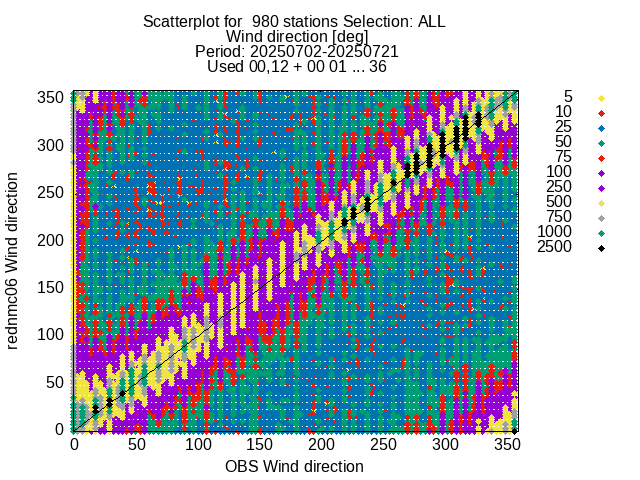 Scatterplot for  980 stations Selection: ALL
Wind direction [deg]
Period: 20250702-20250721
Used 00,12 + 00 01 ... 36
350
300
250
200
150
100
50
0
rednmc06 Wind direction
0 50 100 150 200 250 300 350
OBS Wind direction
5
10
25
50
75
100
250
500
750
1000
2500